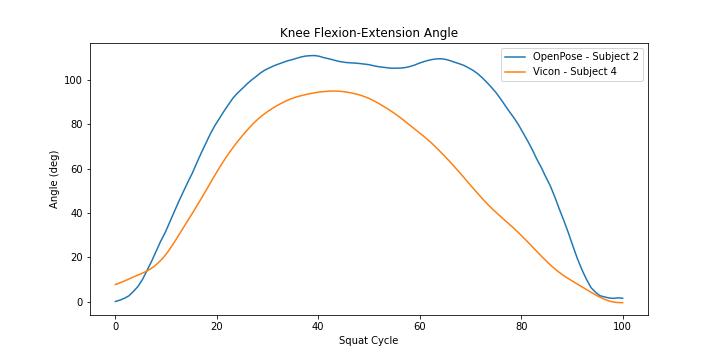 Knee Flexion-Extension Angle
OpenPose - Subject 2
Vicon - Subject 4
Angle (deg)
100
80
60
40
20
0
0 20 40 60 80 100
Squat Cycle